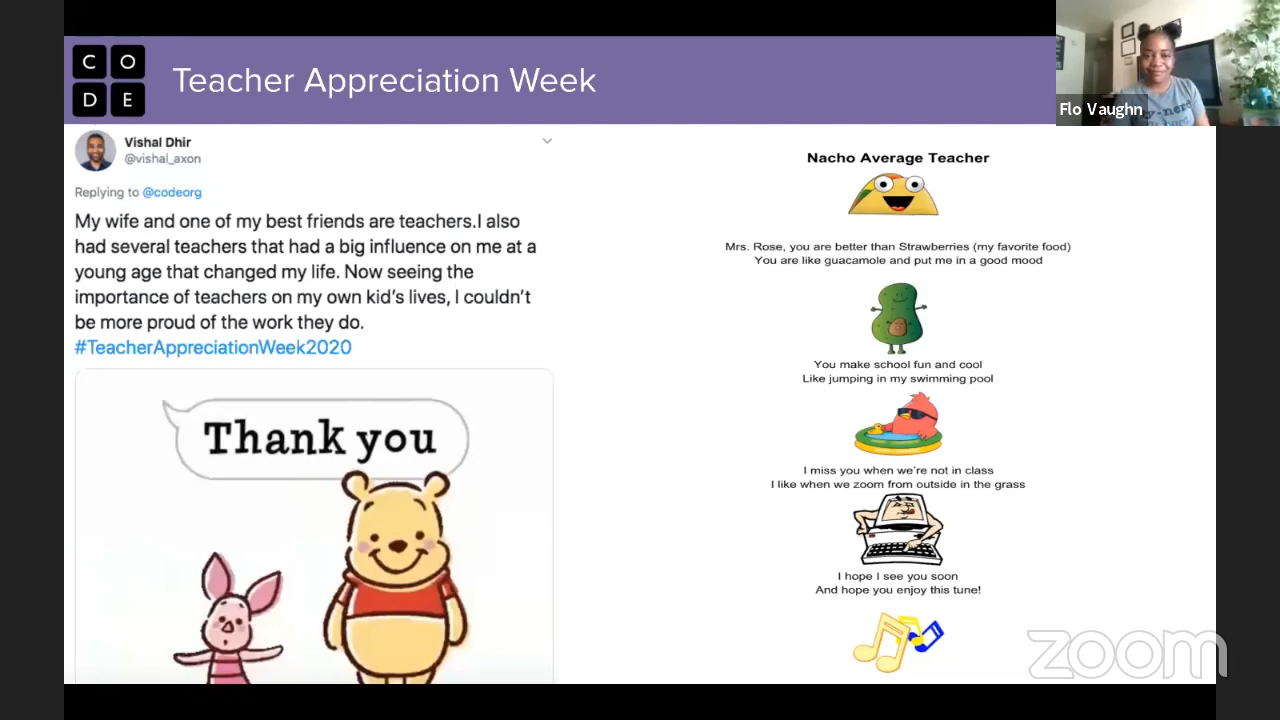 C O
D E
Teacher Appreciation Week
Flo Vaughn
Vishal Dhir
@vishal_axon
Replying to @codeorg
My wife and one of my best friends are teachers.I also
had several teachers that had a big influence on me at a
young age that changed my life. Now seeing the
importance of teachers on my own kid's lives, I couldn't
be more proud of the work they do.
#TeacherAppreciationWeek2020
Thank you
Nacho Average Teacher
Mrs. Rose, you are better than Strawberries (my favorite food)
You are like guacamole and put me in a good mood
You make school fun and cool
Like jumping in my swimming pool
I miss you when we're not in class
I like when we zoom from outside in the grass
I hope I see you soon
And hope you enjoy this tune!
zoom